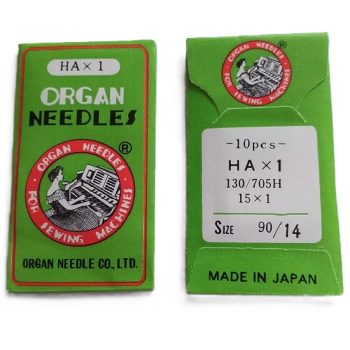 HA×1
ORGAN
NEEDLES
ORGAN NEEDLES
FOR SEWING MACHINES
®
ORGAN NEEDLE CO., LTD.
ORGAN NEEDLES
FOR SEWING MACHINES
®
-10pcs-
HA×1
130/705H
15×1
SIZE 90/14
MADE IN JAPAN